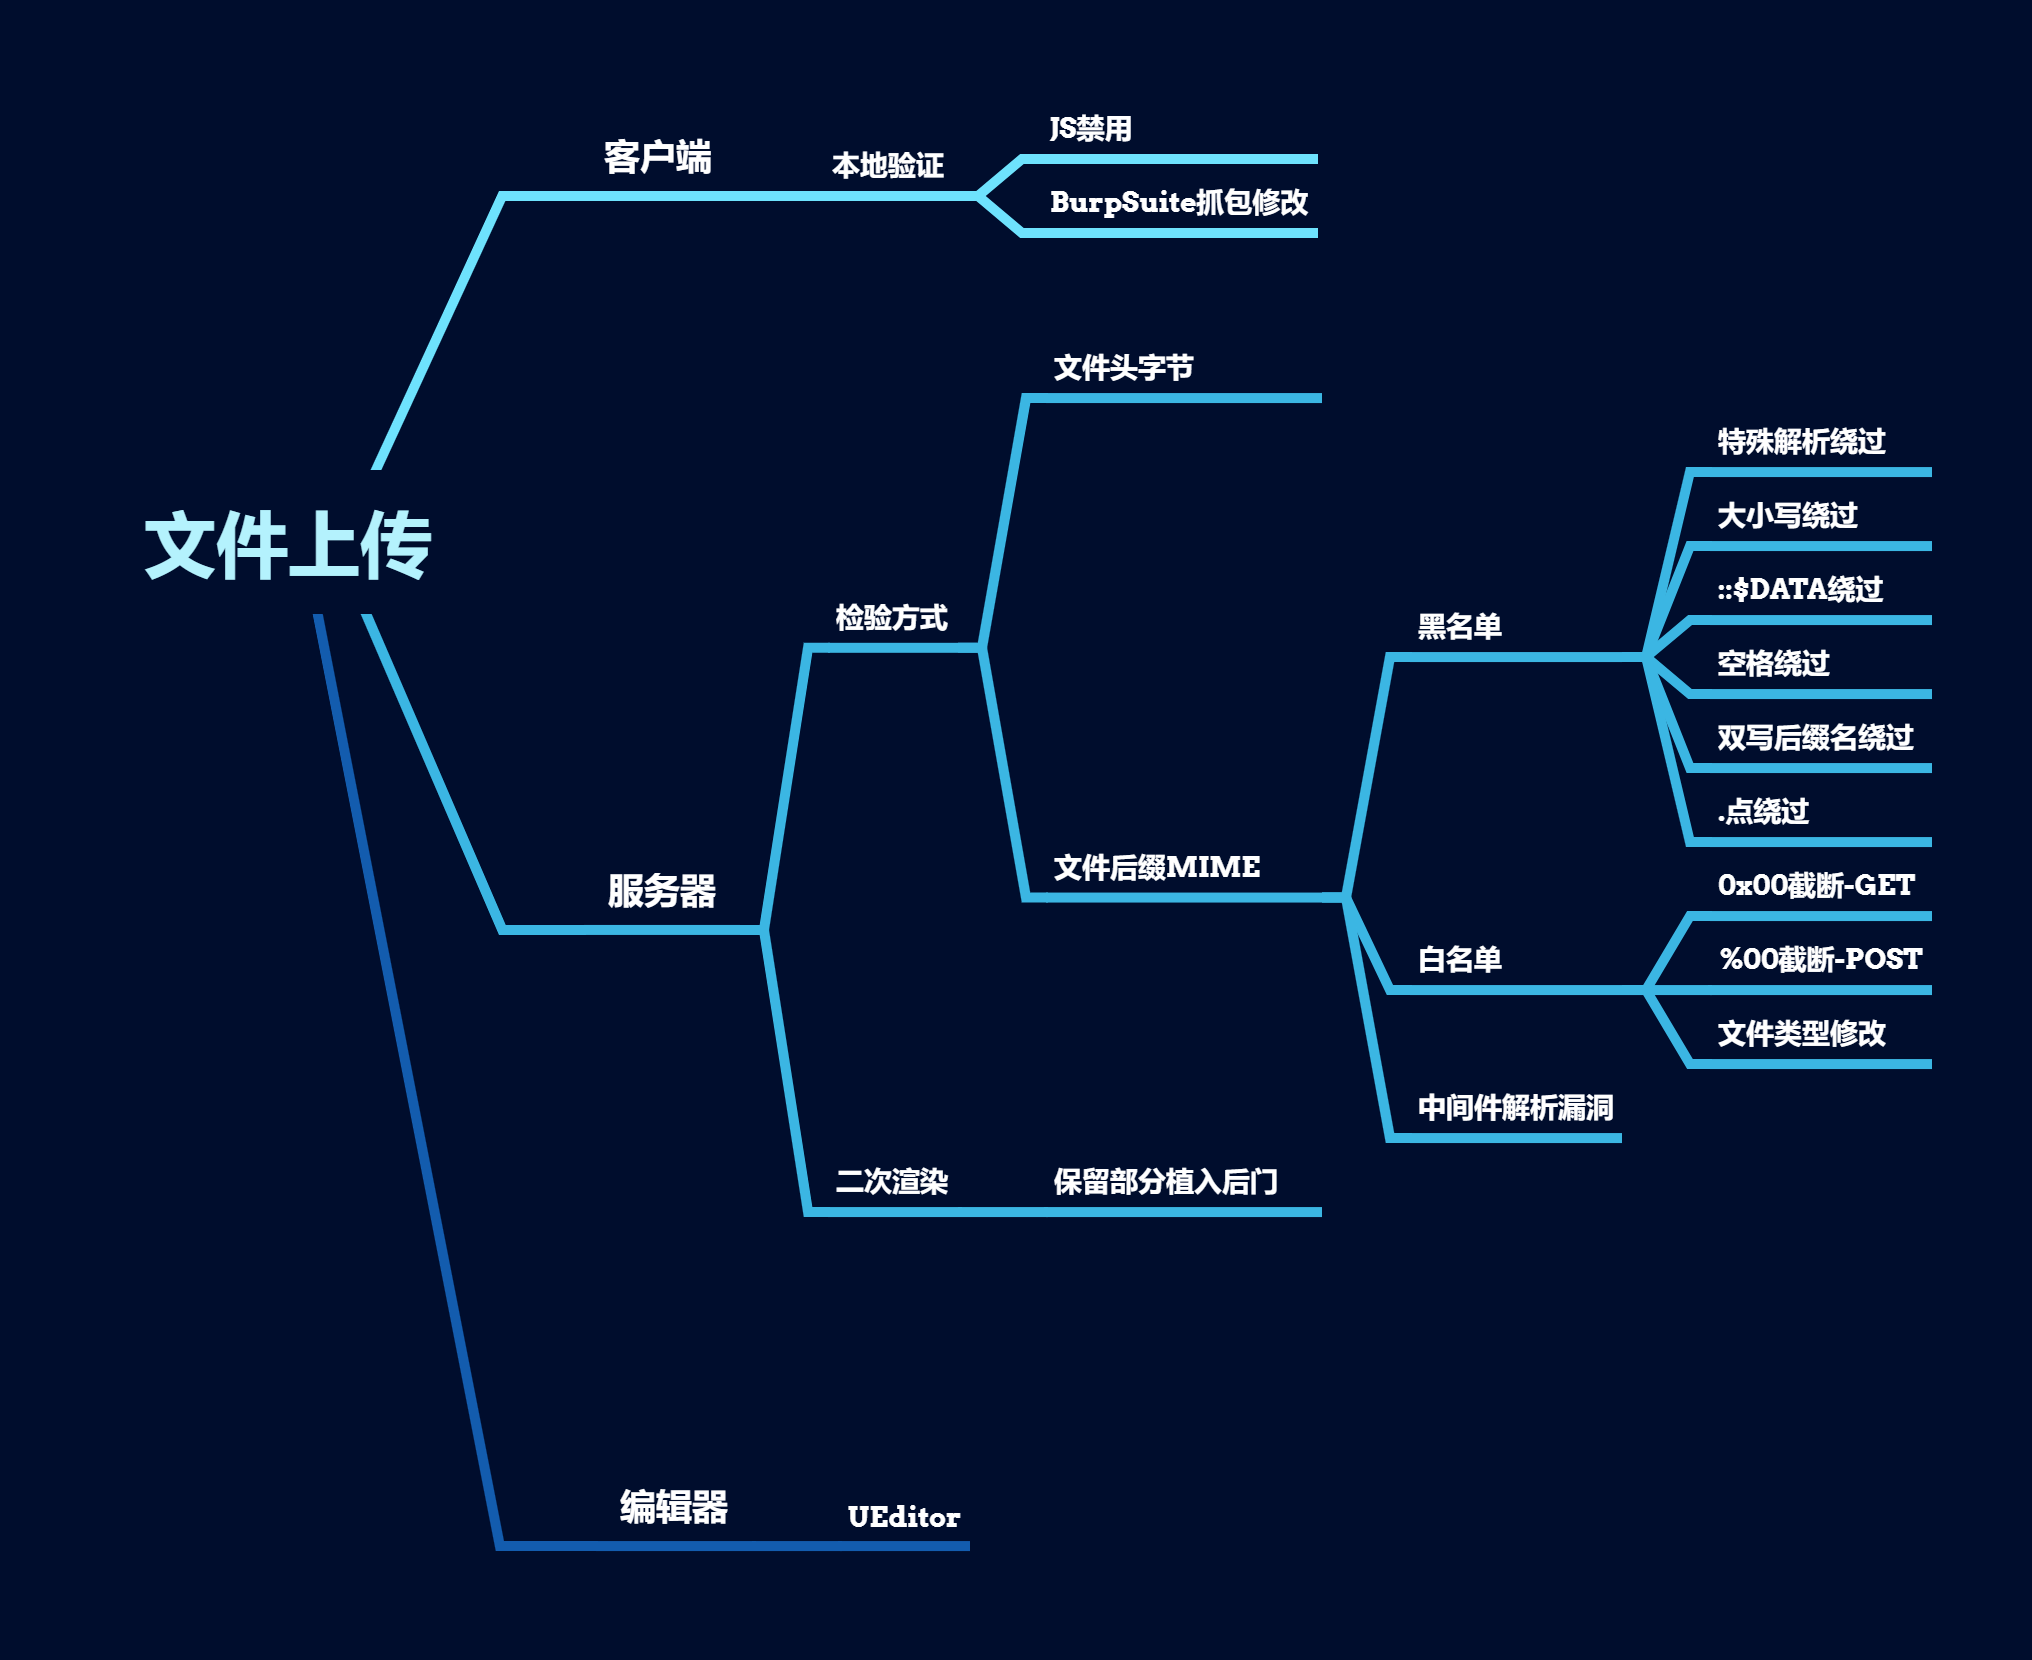 文件上传
客户端
本地验证
JS禁用
BurpSuite抓包修改
服务器
检验方式
文件头字节
文件后缀MIME
黑名单
特殊解析绕过
大小写绕过
::$DATA绕过
空格绕过
双写后缀名绕过
.点绕过
白名单
0x00截断-GET
%00截断-POST
文件类型修改
中间件解析漏洞
二次渲染
保留部分植入后门
编辑器
UEditor